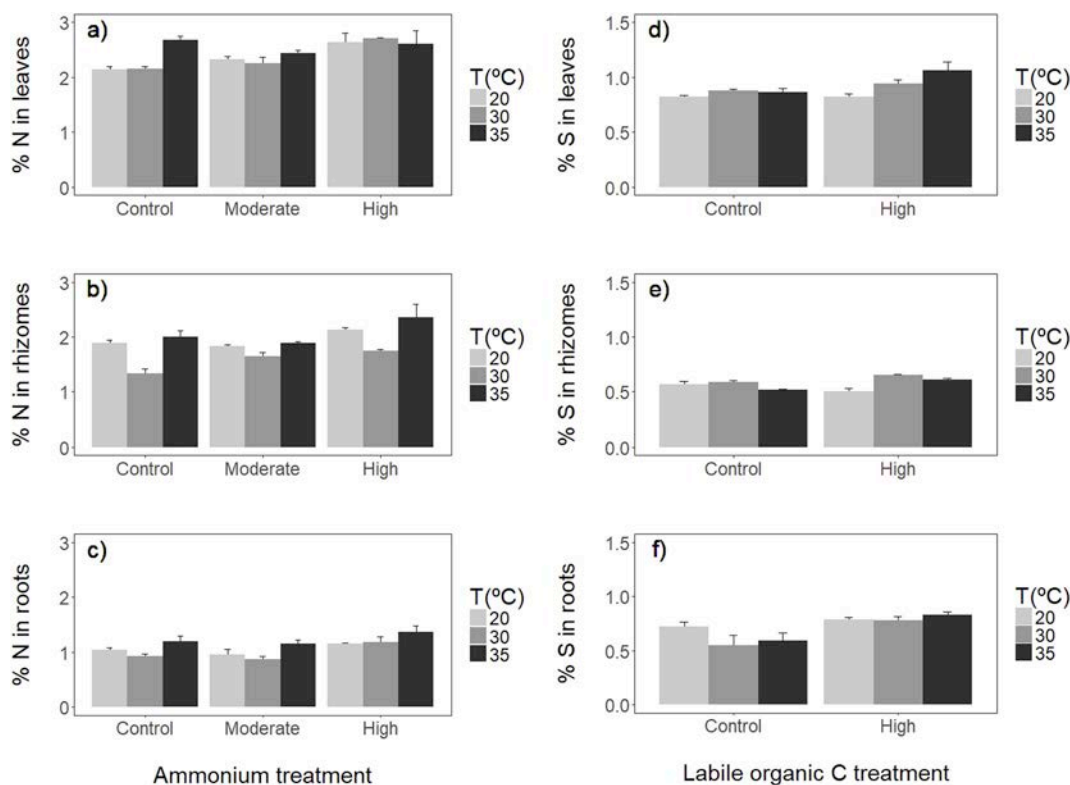 a)
% N in leaves
3
2
1
0
Control Moderate High
T(ºC)
20
30
35
d)
% S in leaves
1.5
1.0
0.5
0.0
Control High
T(ºC)
20
30
35
b)
% N in rhizomes
3
2
1
0
Control Moderate High
T(ºC)
20
30
35
e)
% S in rhizomes
1.5
1.0
0.5
0.0
Control High
T(ºC)
20
30
35
c)
% N in roots
3
2
1
0
Control Moderate High
T(ºC)
20
30
35
f)
% S in roots
1.5
1.0
0.5
0.0
Control High
T(ºC)
20
30
35
Ammonium treatment
Labile organic C treatment